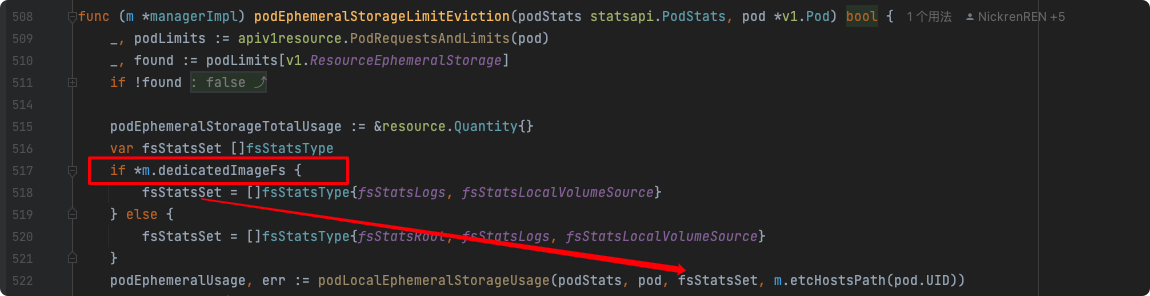 508 func (m *managerImpl) podEphemeralStorageLimitEviction(podStats statsapi.PodStats, pod *v1.Pod) bool { 1 个用法 NickrenREN +5
509 _, podLimits := apiv1resource.PodRequestsAndLimits(pod)
510 _, found := podLimits[v1.ResourceEphemeralStorage]
511 if !found : false
514
515 podEphemeralStorageTotalUsage := &resource.Quantity{}
516 var fsStatsSet []fsStatsType
517 if *m.dedicatedImageFs {
518 fsStatsSet = []fsStatsType{fsStatsLogs, fsStatsLocalVolumeSource}
519 } else {
520 fsStatsSet = []fsStatsType{fsStatsRoot, fsStatsLogs, fsStatsLocalVolumeSource}
521 }
522 podEphemeralUsage, err := podLocalEphemeralStorageUsage(podStats, pod, fsStatsSet, m.etcHostsPath(pod.UID))